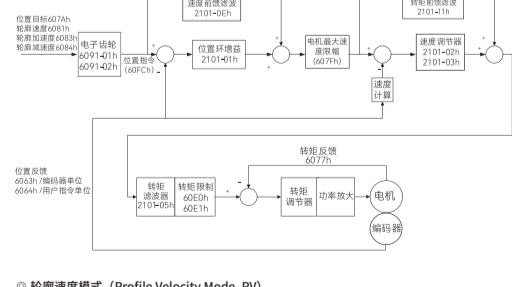 速度前馈滤波
2101-0Eh
转矩前馈滤波
2101-11h
位置目标607Ah
轮廓速度6081h
轮廓加速度6083h
轮廓减速度6084h
电子齿轮
6091-01h
6091-02h
位置指令
(60FCh)
+
-
位置环增益
2101-01h
+
+
电机最大速
度限幅
(607Fh)
+
-
速度调节器
2101-02h
2101-03h
+
+
速度
计算
位置反馈
6063h /编码器单位
6064h /用户指令单位
转矩反馈
6077h
转矩
滤波器
2101-05h
转矩限制
60E0h
60E1h
+
-
转矩
调节器
功率放大
电机
编码器
◎ 轮廓速度模式（Profile Velocity Mode, PV）